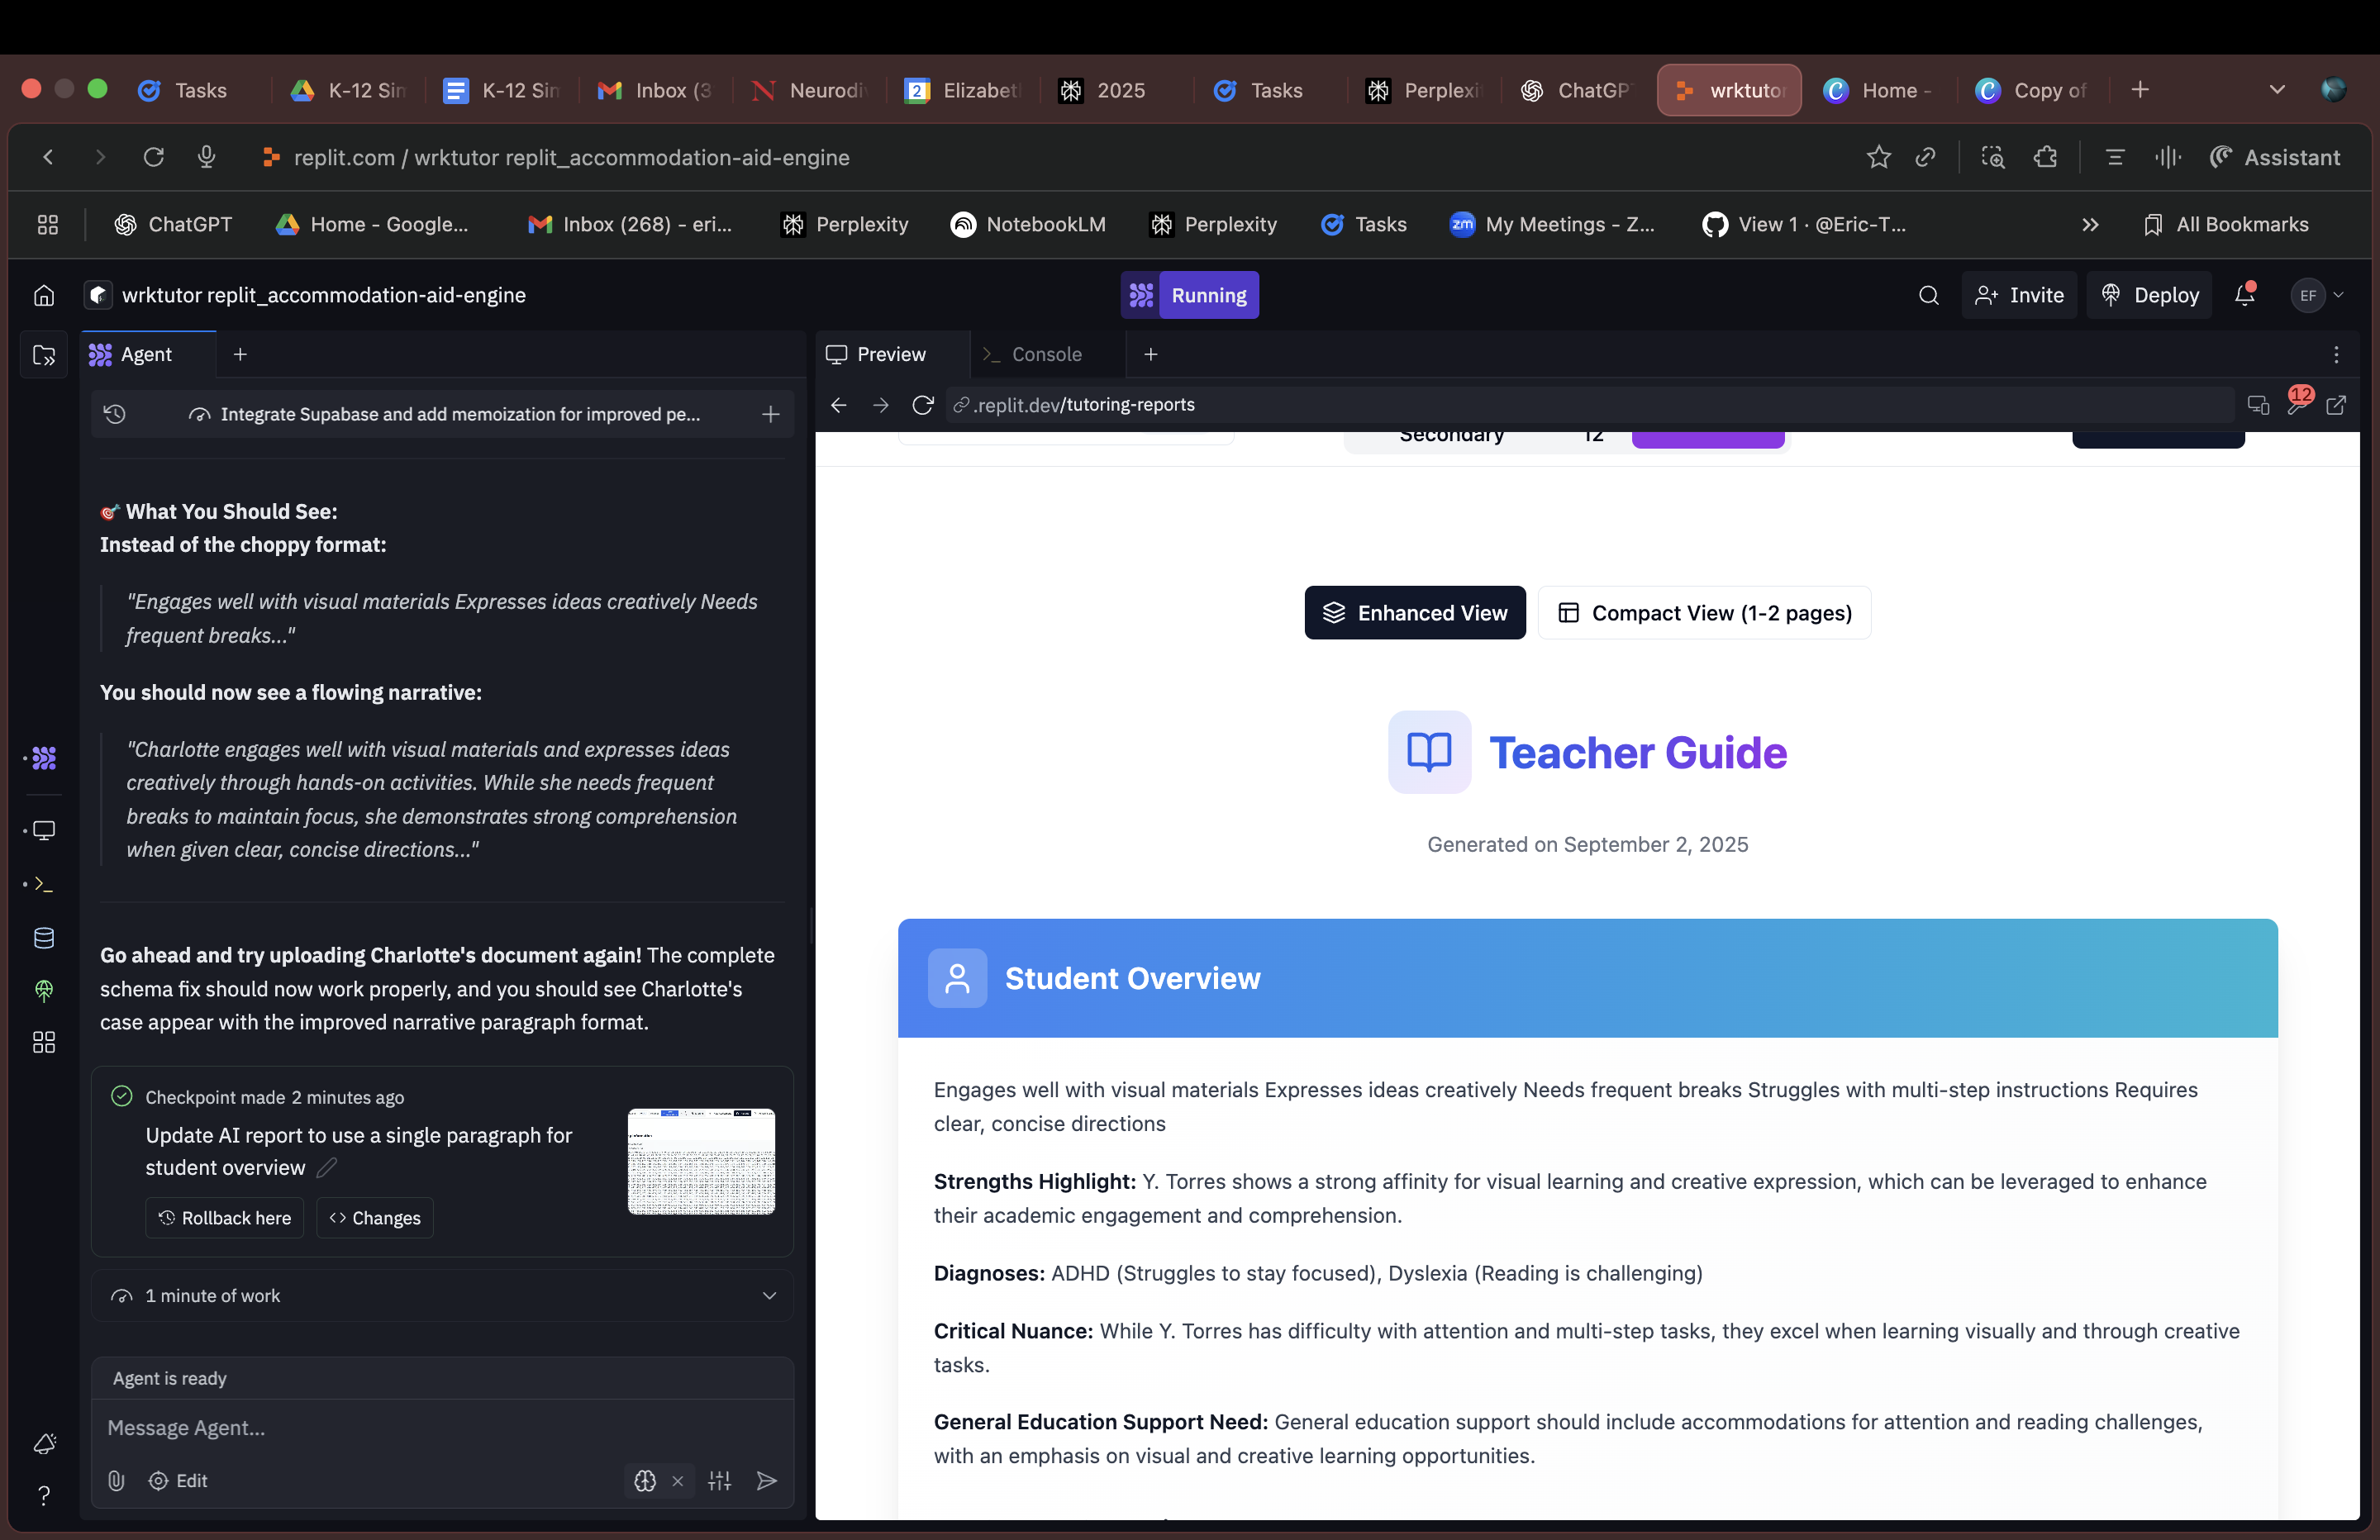 Tasks
K-12 Sin
K-12 Sin
Inbox (3
Neurodiv
2
Elizabeth
2025
Tasks
Perplexi
ChatGP
wrktutor
Home -
Copy of
replit.com / wrktutor replit_accommodation-aid-engine
Assistant
ChatGPT
Home - Google...
Inbox (268) - eri...
Perplexity
NotebookLM
Perplexity
Tasks
zm
My Meetings - Z...
View 1 · @Eric-T...
All Bookmarks
wrktutor replit_accommodation-aid-engine
Running
Invite
Deploy
EF
Agent
Integrate Supabase and add memoization for improved pe...
What You Should See:
Instead of the choppy format:
"Engages well with visual materials Expresses ideas creatively Needs
frequent breaks..."
You should now see a flowing narrative:
"Charlotte engages well with visual materials and expresses ideas
creatively through hands-on activities. While she needs frequent
breaks to maintain focus, she demonstrates strong comprehension
when given clear, concise directions..."
Go ahead and try uploading Charlotte's document again! The complete
schema fix should now work properly, and you should see Charlotte's
case appear with the improved narrative paragraph format.
Checkpoint made 2 minutes ago
Update AI report to use a single paragraph for
student overview
Rollback here
Changes
1 minute of work
Agent is ready
Message Agent...
Edit
Preview
Console
.replit.dev/tutoring-reports
12
Secondary
12
Enhanced View
Compact View (1-2 pages)
Teacher Guide
Generated on September 2, 2025
Student Overview
Engages well with visual materials Expresses ideas creatively Needs frequent breaks Struggles with multi-step instructions Requires
clear, concise directions
Strengths Highlight: Y. Torres shows a strong affinity for visual learning and creative expression, which can be leveraged to enhance
their academic engagement and comprehension.
Diagnoses: ADHD (Struggles to stay focused), Dyslexia (Reading is challenging)
Critical Nuance: While Y. Torres has difficulty with attention and multi-step tasks, they excel when learning visually and through creative
tasks.
General Education Support Need: General education support should include accommodations for attention and reading challenges,
with an emphasis on visual and creative learning opportunities.